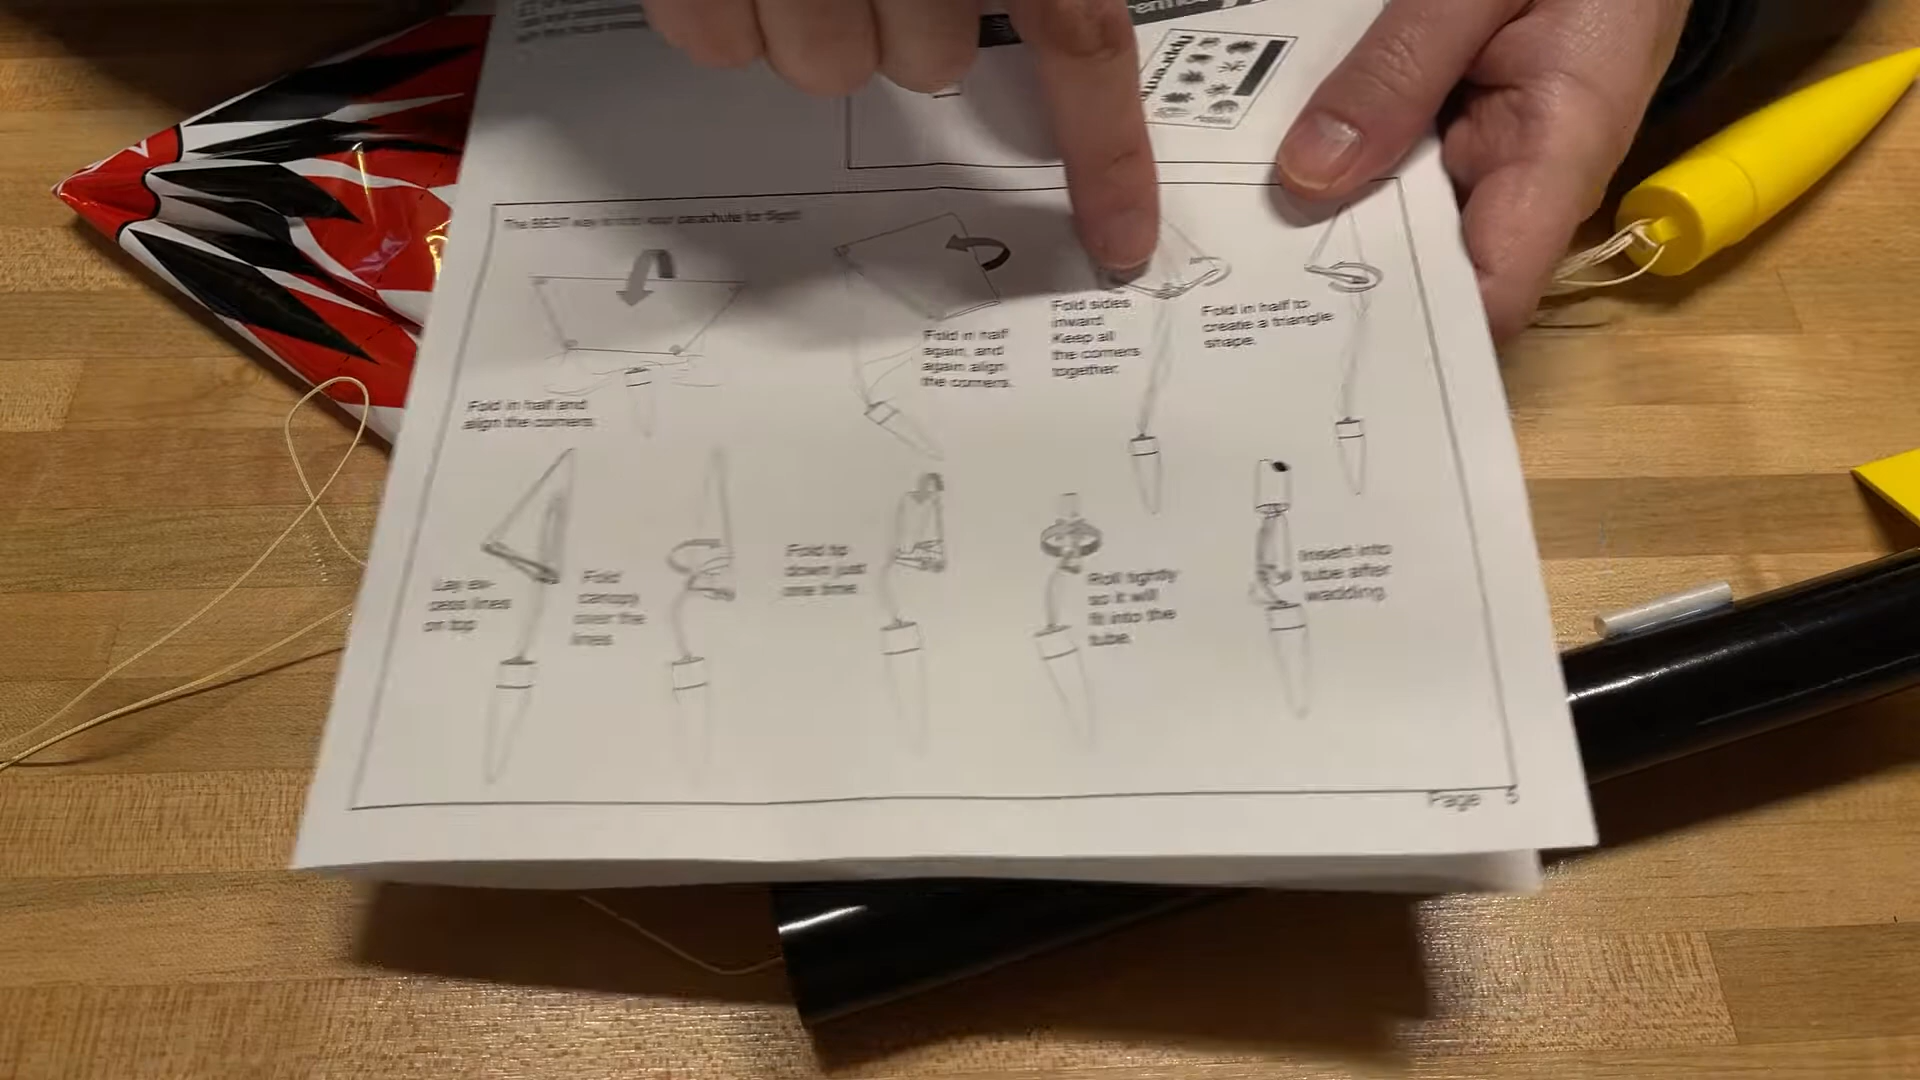 The BEST way to fold your parachute for flight!
Fold in half and
align the corners.
Fold in half
again, and
again align
the corners.
Fold sides
inward.
Keep all
the corners
together.
Fold in half to
create a triangle
shape.
Lay ex-
cess lines
on top
Fold
canopy
over the
lines
Fold tip
down just
one time
Roll tightly
so it will
fit into the
tube.
Insert into
tube after
wadding.
Page 5